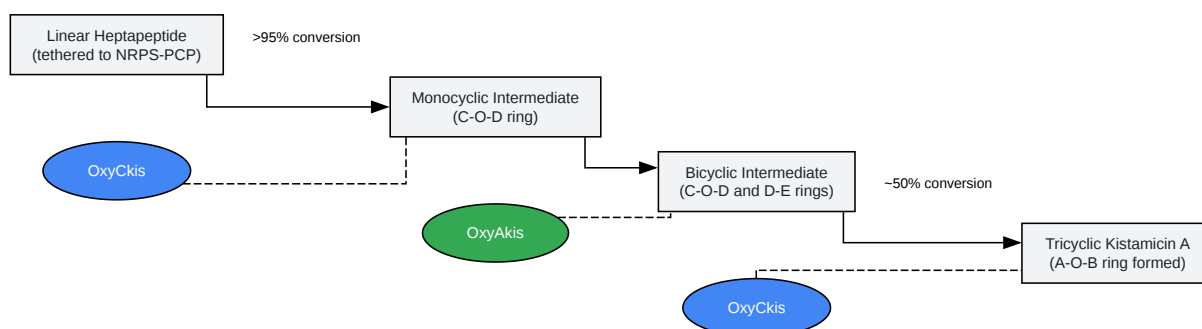 Linear Heptapeptide
(tethered to NRPS-PCP)
>95% conversion
Monocyclic Intermediate
(C-O-D ring)
OxyCkis
Bicyclic Intermediate
(C-O-D and D-E rings)
~50% conversion
OxyAkis
Tricyclic Kistamicin A
(A-O-B ring formed)
OxyCkis